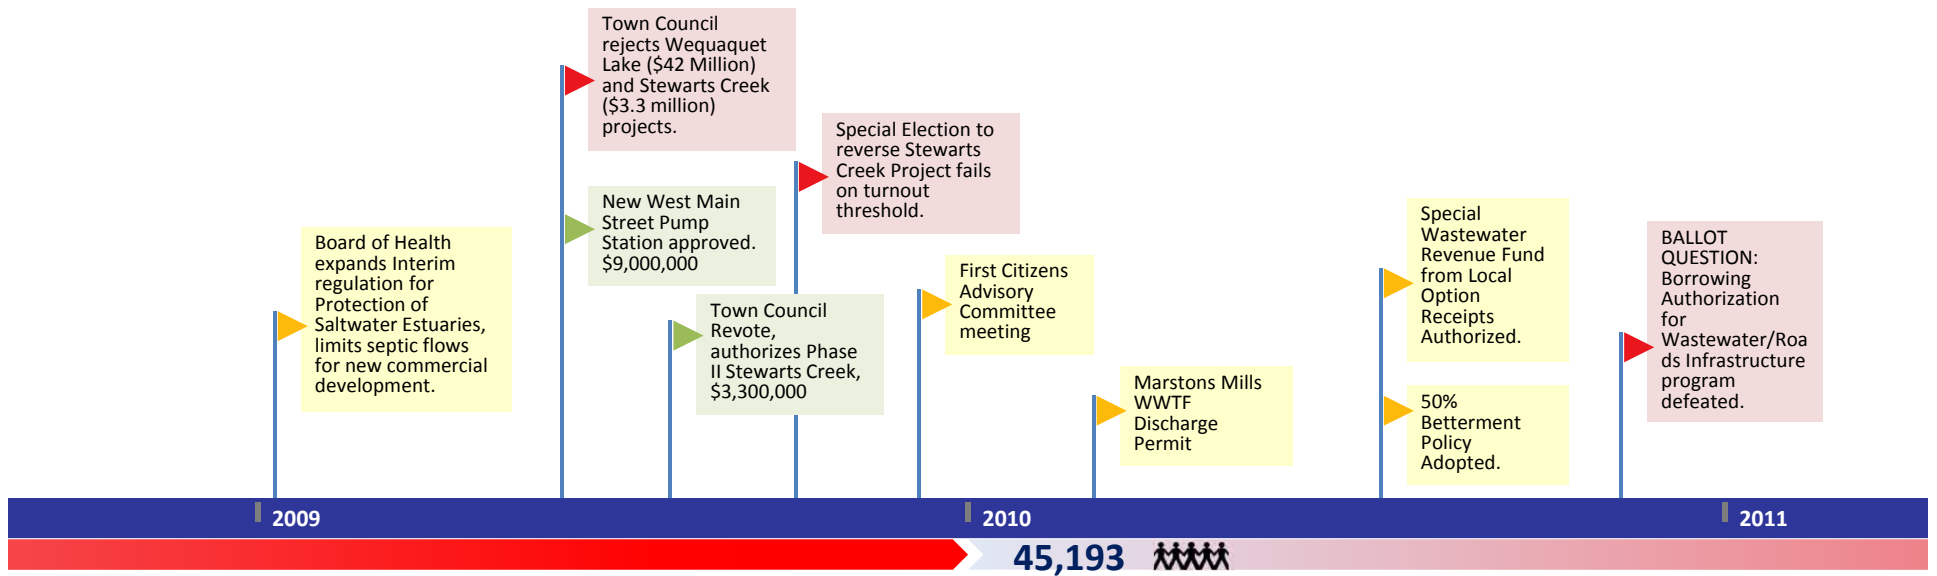 Town Council
rejects Wequaquet
Lake ($42 Million)
and Stewarts Creek
($3.3 million)
projects.
Special Election to
reverse Stewarts
Creek Project fails
on turnout
threshold.
New West Main
Street Pump
Station approved.
$9,000,000
Board of Health
expands Interim
regulation for
Protection of
Saltwater Estuaries,
limits septic flows
for new commercial
development.
Town Council
Revote,
authorizes Phase
II Stewarts Creek,
$3,300,000
First Citizens
Advisory
Committee
meeting
Marstons Mills
WWTF
Discharge
Permit
Special
Wastewater
Revenue Fund
from Local
Option
Receipts
Authorized.
50%
Betterment
Policy
Adopted.
BALLOT
QUESTION:
Borrowing
Authorization
for
Wastewater/Roa
ds Infrastructure
program
defeated.
2009
2010
2011
45,193